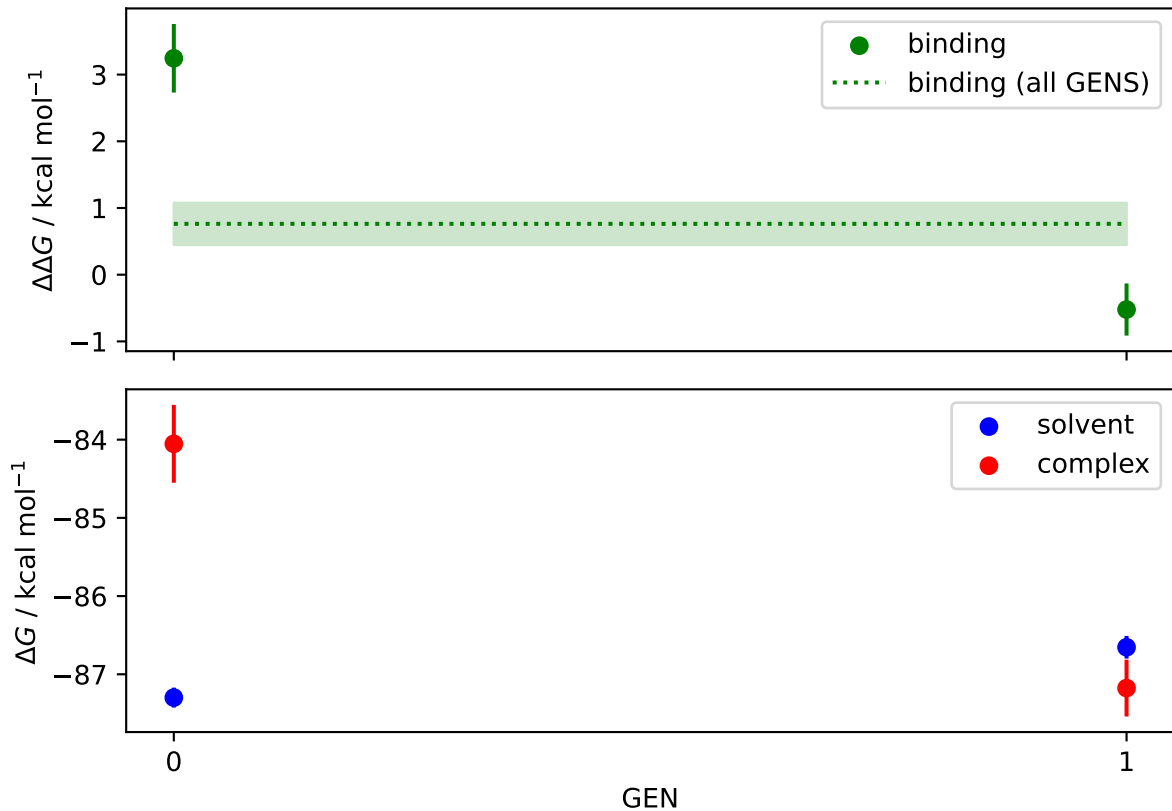 binding
binding (all GENS)
ΔΔG / kcal mol⁻¹
3
2
1
0
−1
solvent
complex
ΔG / kcal mol⁻¹
−84
−85
−86
−87
0
1
GEN